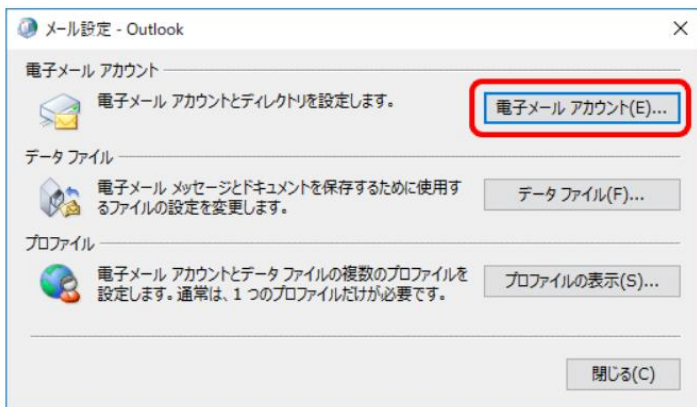 メール設定 - Outlook
電子メール アカウント
電子メール アカウントとディレクトリを設定します。
電子メール アカウント(E)...
データ ファイル
電子メール メッセージとドキュメントを保存するために使用す
るファイルの設定を変更します。
データ ファイル(F)...
プロファイル
電子メール アカウントとデータ ファイルの複数のプロファイルを
設定します。通常は、1 つのプロファイルだけが必要です。
プロファイルの表示(S)...
閉じる(C)